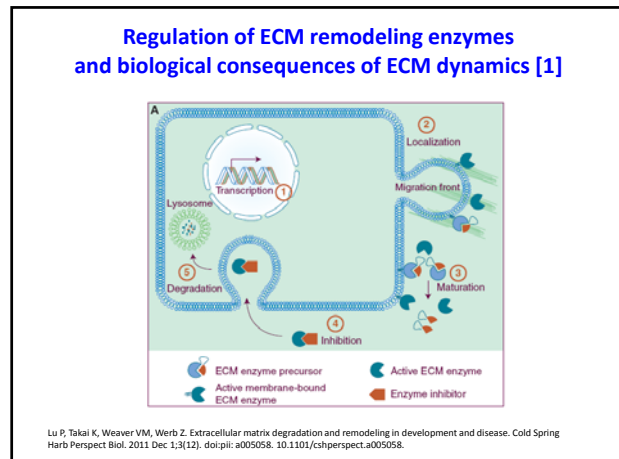 Regulation of ECM remodeling enzymes
and biological consequences of ECM dynamics [1]
A
2
Localization
Migration front
Transcription
1
Lysosome
5
Degradation
3
Maturation
4
Inhibition
ECM enzyme precursor
Active ECM enzyme
Active membrane-bound
ECM enzyme
Enzyme inhibitor
Lu P, Takai K, Weaver VM, Werb Z. Extracellular matrix degradation and remodeling in development and disease. Cold Spring
Harb Perspect Biol. 2011 Dec 1;3(12). doi:pii: a005058. 10.1101/cshperspect.a005058.